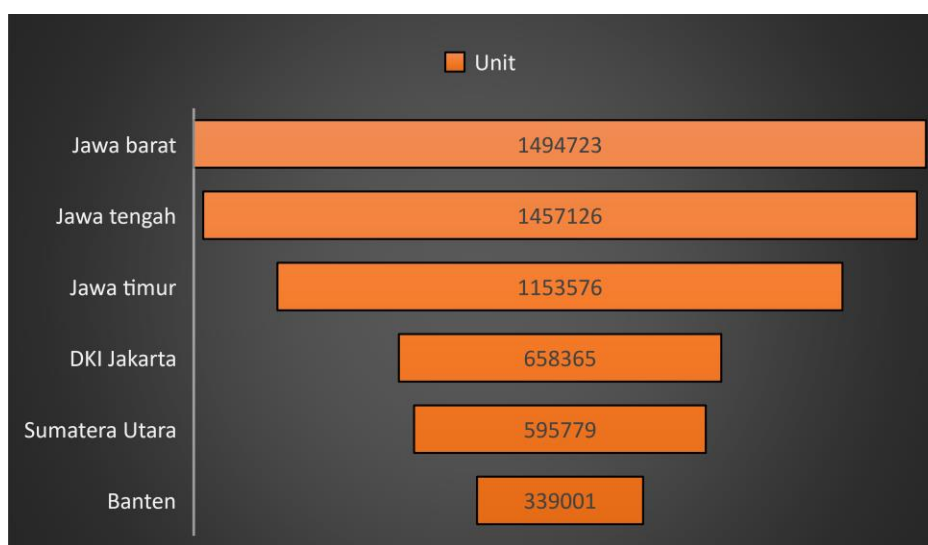 Unit
Jawa barat 1494723
Jawa tengah 1457126
Jawa timur 1153576
DKI Jakarta 658365
Sumatera Utara 595779
Banten 339001